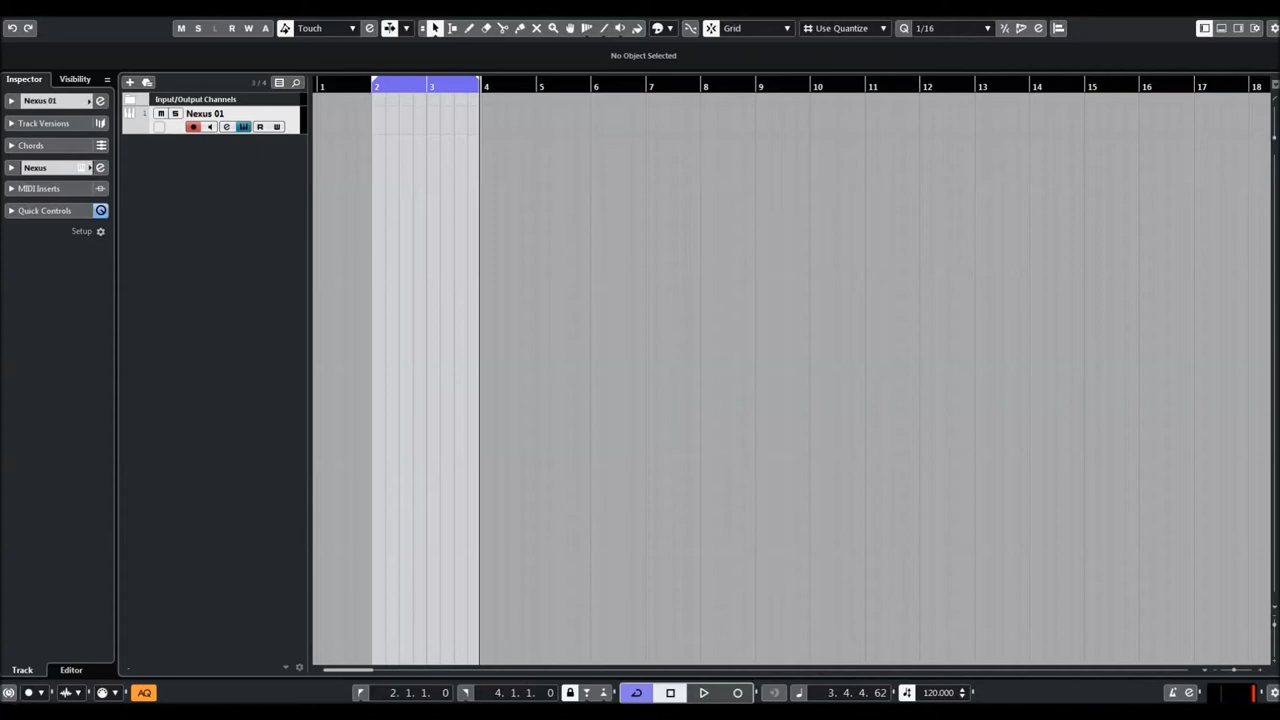 M S L R W A Touch Grid Use Quantize Q 1/16
No Object Selected
Inspector Visibility 3 / 4
1 2 3 4 5 6 7 8 9 10 11 12 13 14 15 16 17 18
Nexus 01 e
Input/Output Channels
1 m S Nexus 01
Track Versions
e R W
Chords
Nexus e
MIDI Inserts
Quick Controls
Setup
Track Editor
AQ 2. 1. 1. 0 4. 1. 1. 0 3. 4. 4. 62 120.000